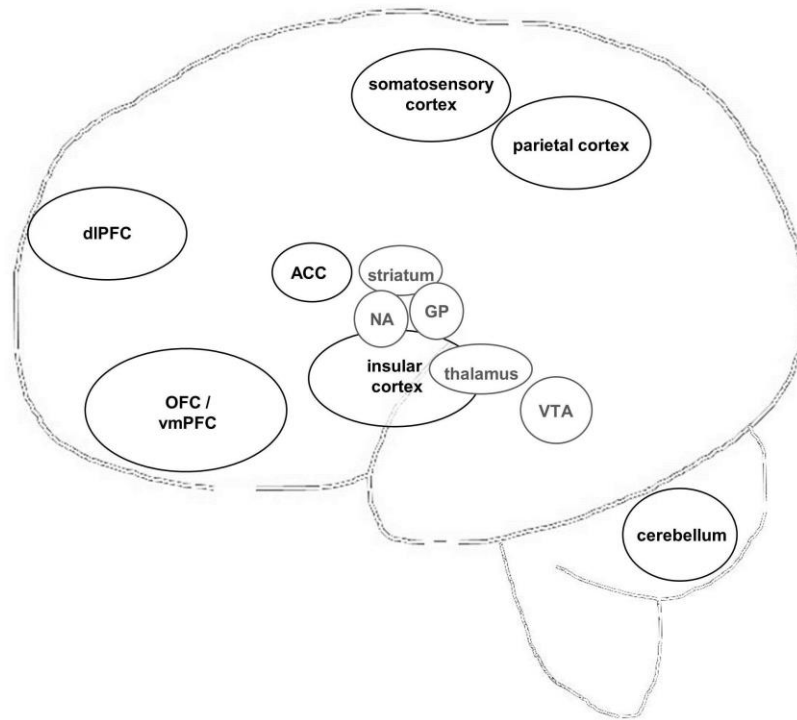 somatosensory
cortex
parietal cortex
dlPFC
ACC
striatum
NA
GP
insular
cortex
thalamus
OFC /
vmPFC
VTA
cerebellum